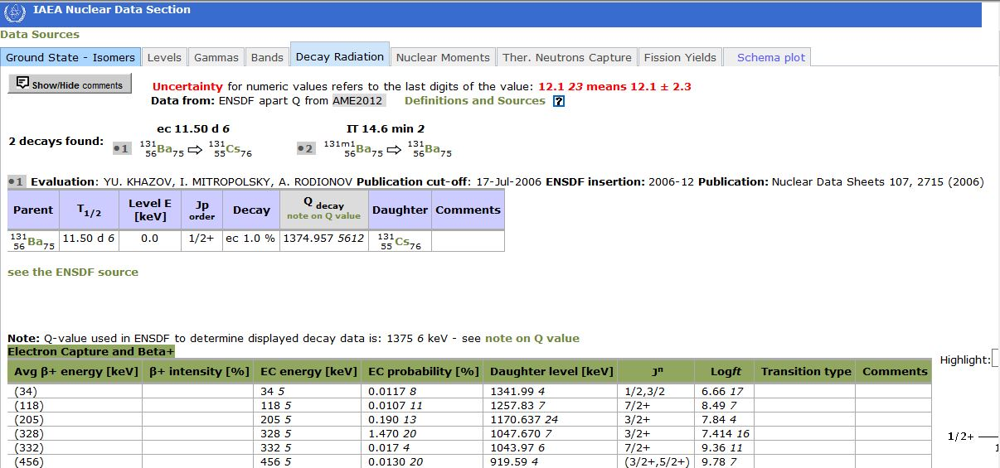 IAEA Nuclear Data Section
Data Sources
Ground State - Isomers Levels Gammas Bands Decay Radiation Nuclear Moments Ther. Neutrons Capture Fission Yields Schema plot
Show/Hide comments
Uncertainty for numeric values refers to the last digits of the value: 12.1 23 means 12.1 ± 2.3
Data from: ENSDF apart Q from AME2012 Definitions and Sources ?
2 decays found:
ec 11.50 d 6 IT 14.6 min 2
●1 131 56 Ba 75 ⇨ 131 55 Cs 76 ●2 131m1 56 Ba 75 ⇨ 131 56 Ba 75
●1 Evaluation: YU. KHAZOV, I. MITROPOLSKY, A. RODIONOV Publication cut-off: 17-Jul-2006 ENSDF insertion: 2006-12 Publication: Nuclear Data Sheets 107, 2715 (2006)
Parent T1/2 Level E [keV] Jp order Decay Q decay note on Q value Daughter Comments
131 56 Ba 75 11.50 d 6 0.0 1/2+ ec 1.0 % 1374.957 5612 131 55 Cs 76
see the ENSDF source
Note: Q-value used in ENSDF to determine displayed decay data is: 1375 6 keV - see note on Q value
Electron Capture and Beta+
Highlight:
Avg β+ energy [keV] β+ intensity [%] EC energy [keV] EC probability [%] Daughter level [keV] Jπ Logft Transition type Comments
(34) 34 5 0.0117 8 1341.99 4 1/2,3/2 6.66 17
(118) 118 5 0.0107 11 1257.83 7 7/2+ 8.49 7
(205) 205 5 0.190 13 1170.637 24 3/2+ 7.84 4
(328) 328 5 1.470 20 1047.670 7 3/2+ 7.414 16
(332) 332 5 0.017 4 1043.97 6 7/2+ 9.36 11
(456) 456 5 0.0130 20 919.59 4 (3/2+,5/2+) 9.78 7
1/2+